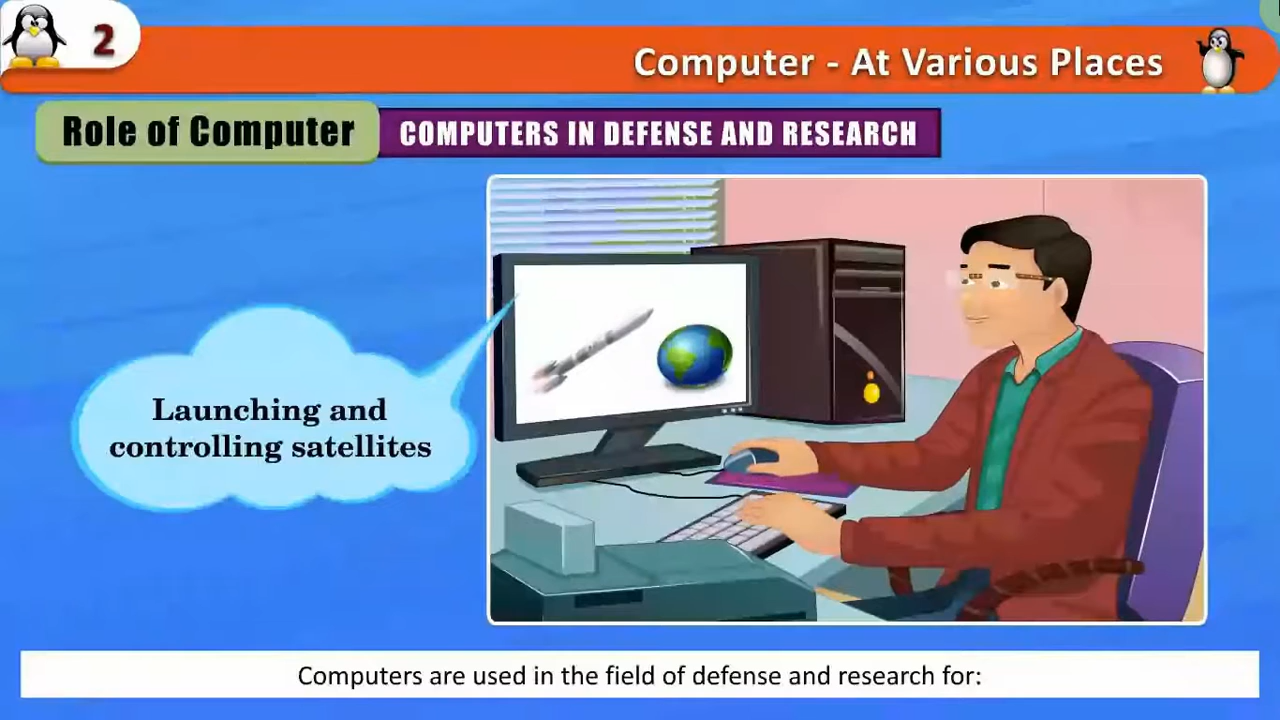 2
Computer - At Various Places
Role of Computer
COMPUTERS IN DEFENSE AND RESEARCH
Launching and
controlling satellites
Computers are used in the field of defense and research for: